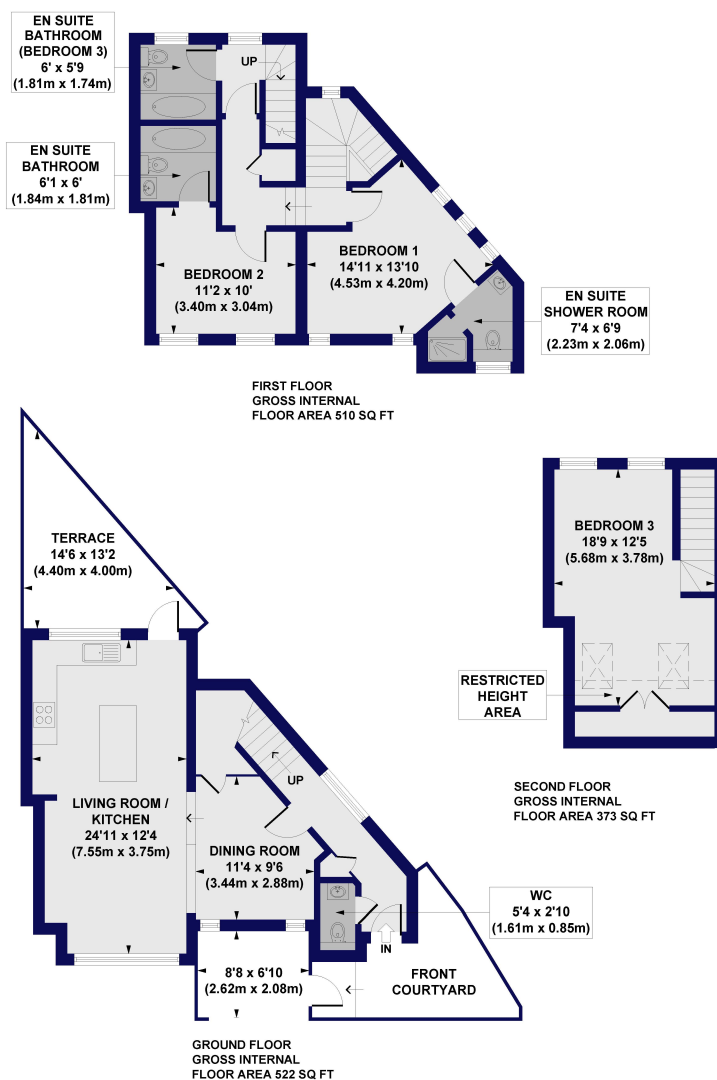 EN SUITE
BATHROOM
(BEDROOM 3)
6' x 5'9
(1.81m x 1.74m)
UP
EN SUITE
BATHROOM
6'1 x 6'
(1.84m x 1.81m)
BEDROOM 2
11'2 x 10'
(3.40m x 3.04m)
BEDROOM 1
14'11 x 13'10
(4.53m x 4.20m)
EN SUITE
SHOWER ROOM
7'4 x 6'9
(2.23m x 2.06m)
FIRST FLOOR
GROSS INTERNAL
FLOOR AREA 510 SQ FT
TERRACE
14'6 x 13'2
(4.40m x 4.00m)
BEDROOM 3
18'9 x 12'5
(5.68m x 3.78m)
RESTRICTED
HEIGHT
AREA
SECOND FLOOR
GROSS INTERNAL
FLOOR AREA 373 SQ FT
UP
LIVING ROOM /
KITCHEN
24'11 x 12'4
(7.55m x 3.75m)
DINING ROOM
11'4 x 9'6
(3.44m x 2.88m)
WC
5'4 x 2'10
(1.61m x 0.85m)
IN
8'8 x 6'10
(2.62m x 2.08m)
FRONT
COURTYARD
GROUND FLOOR
GROSS INTERNAL
FLOOR AREA 522 SQ FT